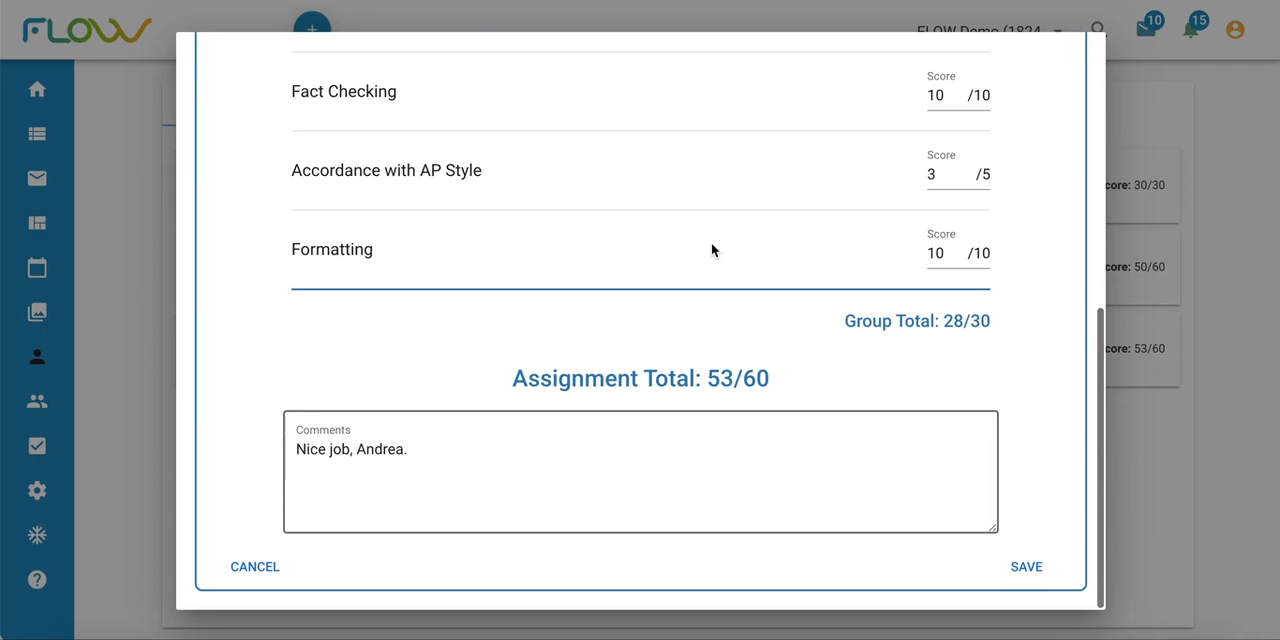 FLOW
+
FLOW Demo (1824
10
15
Score
Fact Checking
10 /10
Score
Accordance with AP Style
3 /5
Score
Formatting
10 /10
core: 30/30
core: 50/60
core: 53/60
Group Total: 28/30
Assignment Total: 53/60
Comments
Nice job, Andrea.
CANCEL
SAVE
?